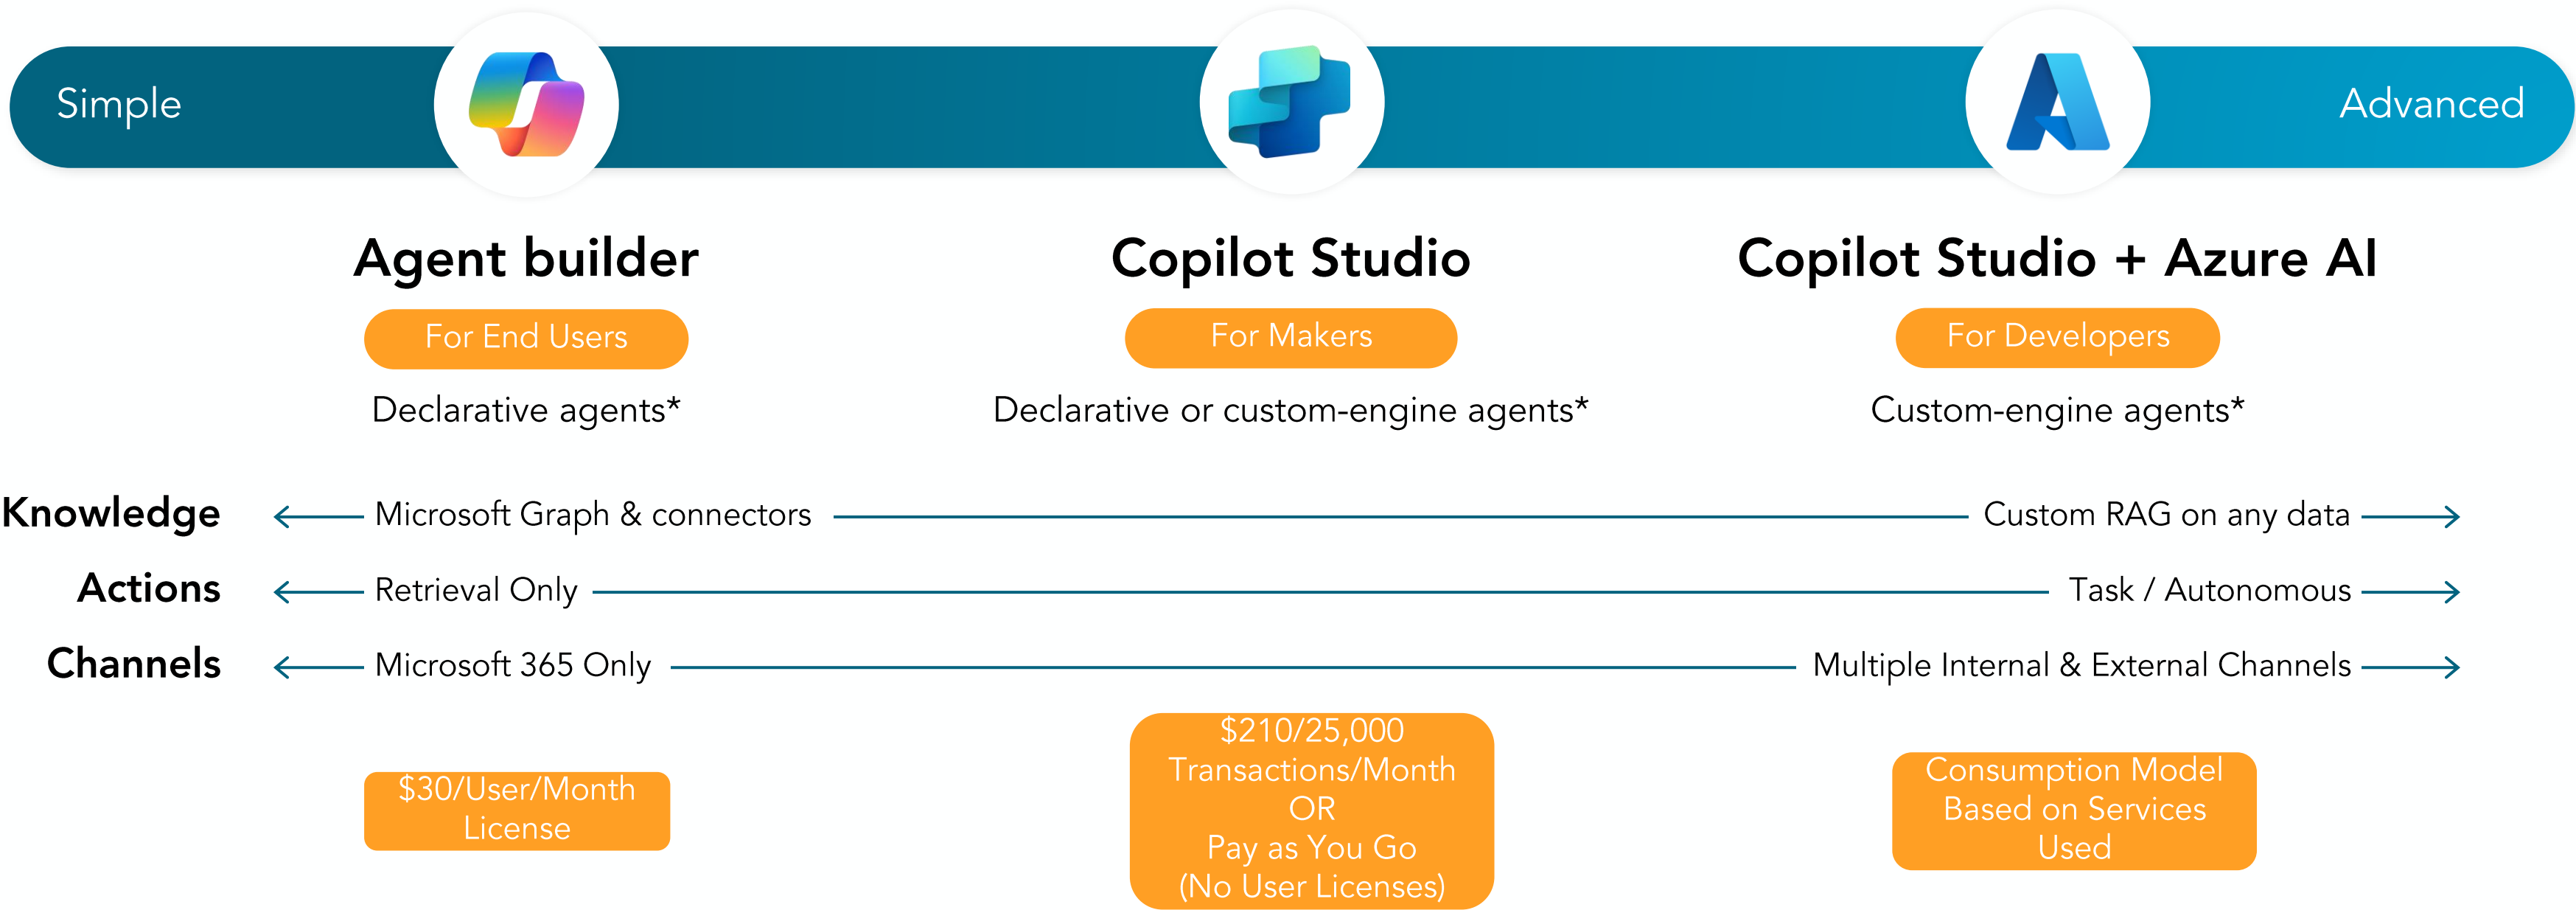 Simple
Advanced
Agent builder
For End Users
Declarative agents*
Copilot Studio
For Makers
Declarative or custom-engine agents*
Copilot Studio + Azure AI
For Developers
Custom-engine agents*
Knowledge
Microsoft Graph & connectors
Custom RAG on any data
Actions
Retrieval Only
Task / Autonomous
Channels
Microsoft 365 Only
Multiple Internal & External Channels
$30/User/Month
License
$210/25,000
Transactions/Month
OR
Pay as You Go
(No User Licenses)
Consumption Model
Based on Services
Used